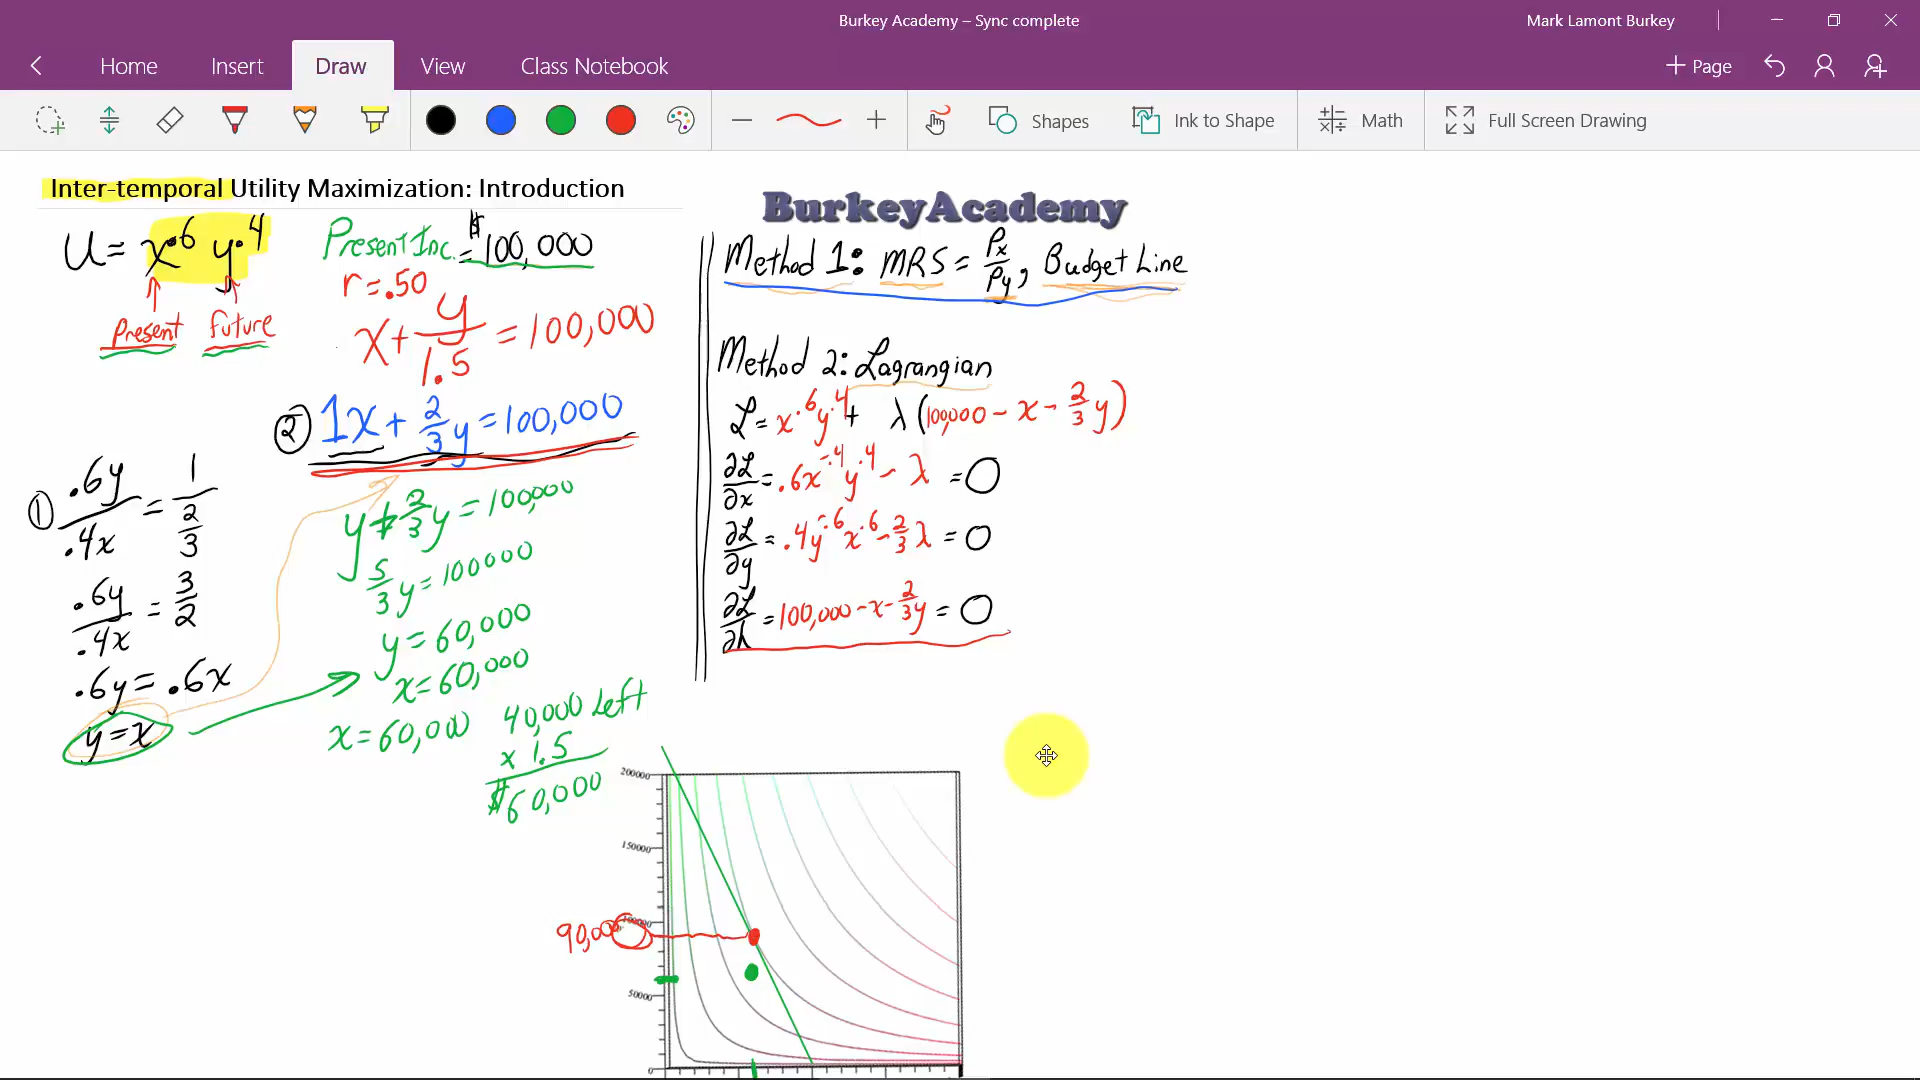 Burkey Academy – Sync complete
Mark Lamont Burkey
Home Insert Draw View Class Notebook
+ Page
Shapes Ink to Shape Math Full Screen Drawing
Inter-temporal Utility Maximization: Introduction
U = x^.6 y^.4
Present future
Present Inc. = $100,000
r = .50
x + y/1.5 = 100,000
② 1x + 2/3 y = 100,000
① .6y/.4x = 1/(2/3)
.6y/.4x = 3/2
.6y = .6x
y = x
y + 2/3 y = 100,000
5/3 y = 100000
y = 60,000
x = 60,000
x = 60,000
40,000 Left
x 1.5
$60,000
BurkeyAcademy
Method 1: MRS = Px/Py, Budget Line
Method 2: Lagrangian
ℒ = x^.6 y^.4 + λ(100,000 - x - 2/3 y)
∂ℒ/∂x = .6x^-.4 y^.4 - λ = 0
∂ℒ/∂y = .4y^-.6 x^.6 - 2/3 λ = 0
∂ℒ/∂λ = 100,000 - x - 2/3 y = 0
200000
150000
100000
90,000
50000
0